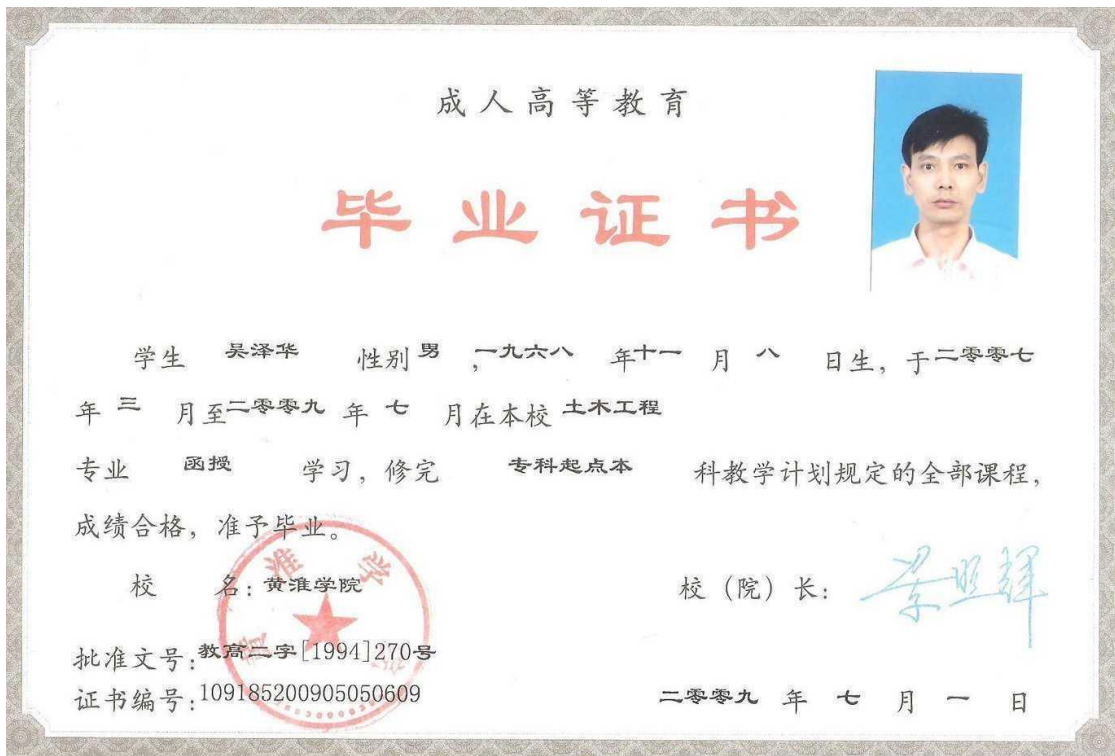 成人高等教育
毕业证书
学生 吴泽华 性别 男 ,一九六八 年十一 月 八 日生，于二零零七
年 三 月至二零零九 年 七 月在本校 土木工程
专业 函授 学习，修完 专科起点本 科教学计划规定的全部课程，
成绩合格，准予毕业。
校 名：黄淮学院
校（院）长：
批准文号：教高二字[1994]270号
证书编号：109185200905050609
二零零九 年 七 月 一 日